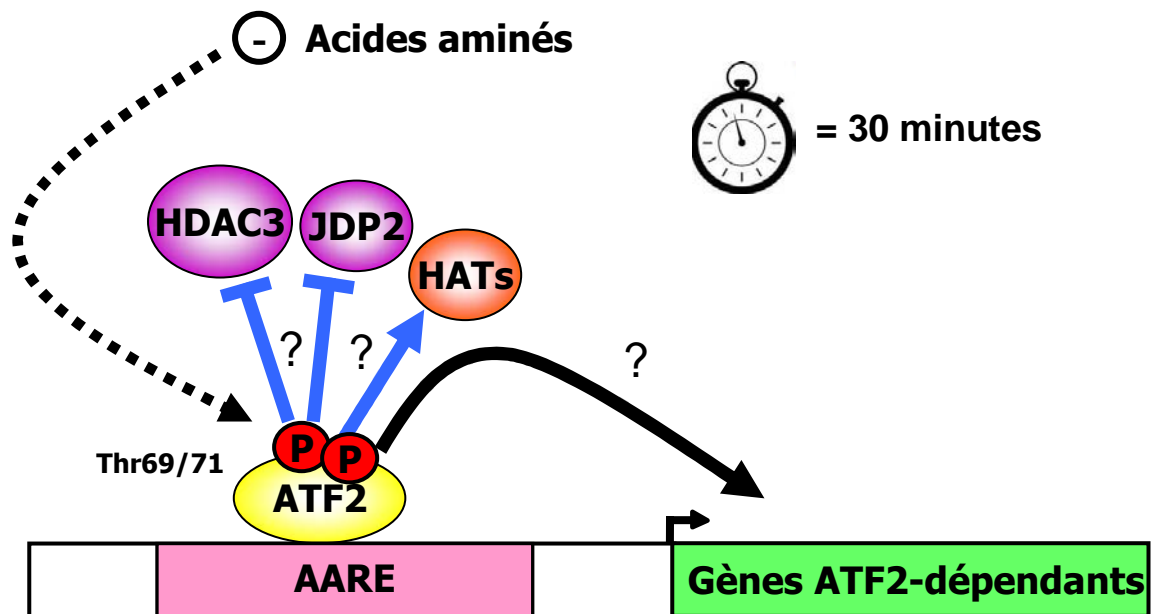 - Acides aminés
= 30 minutes
HDAC3
JDP2
HATs
?
?
?
P
P
Thr69/71
ATF2
AARE
Gènes ATF2-dépendants